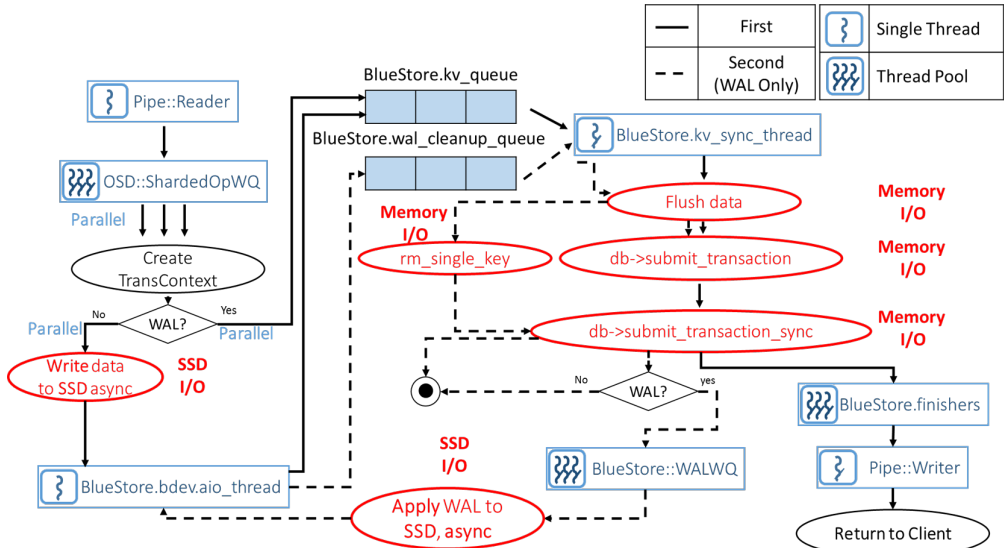 First
Single Thread
Second
(WAL Only)
Thread Pool
BlueStore.kv_queue
Pipe::Reader
BlueStore.wal_cleanup_queue
BlueStore.kv_sync_thread
OSD::ShardedOpWQ
Parallel
Flush data
Memory
I/O
Memory
I/O
Create
TransContext
rm_single_key
db->submit_transaction
Memory
I/O
No
WAL?
Yes
Parallel
Parallel
db->submit_transaction_sync
Memory
I/O
Write data
to SSD async
SSD
I/O
No
WAL?
yes
BlueStore.finishers
SSD
I/O
BlueStore.bdev.aio_thread
BlueStore::WALWQ
Pipe::Writer
Apply WAL to
SSD, async
Return to Client